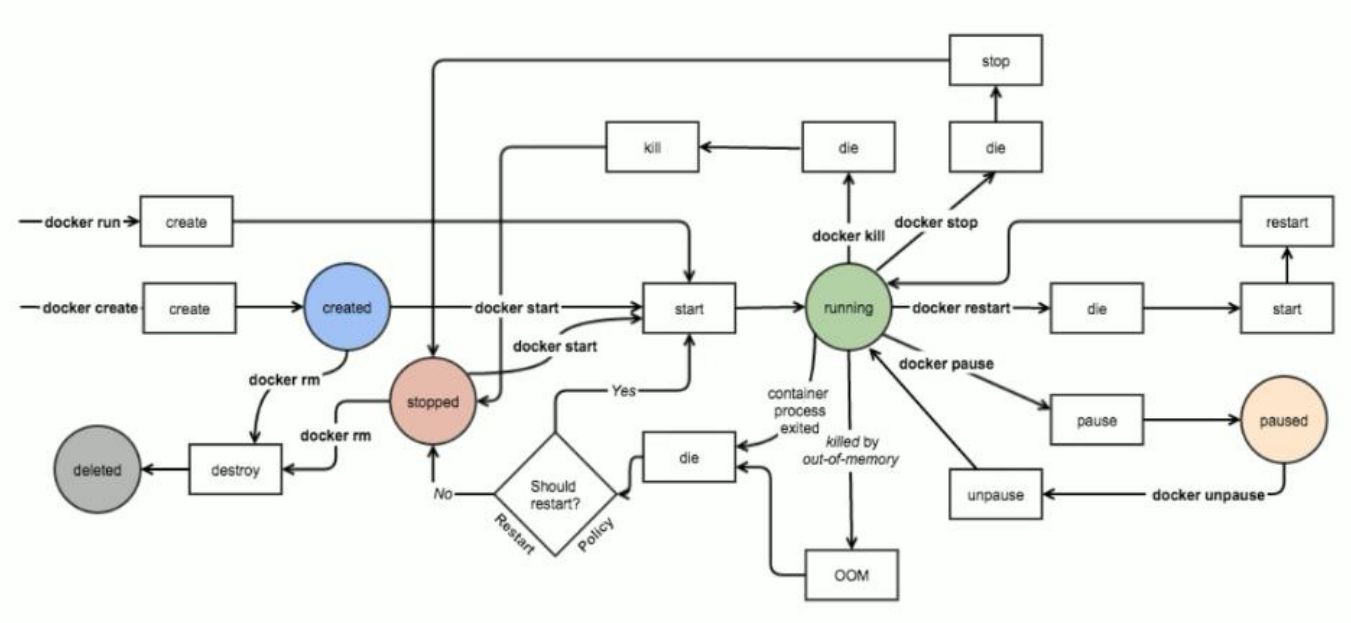 stop
kill
die
die
docker run
create
docker kill
docker stop
restart
docker create
create
created
docker start
start
running
docker restart
die
start
docker start
docker pause
docker rm
Yes
container
process
exited
stopped
pause
paused
docker rm
killed by
out-of-memory
deleted
destroy
die
No
Should
restart?
Restart
Policy
unpause
docker unpause
OOM